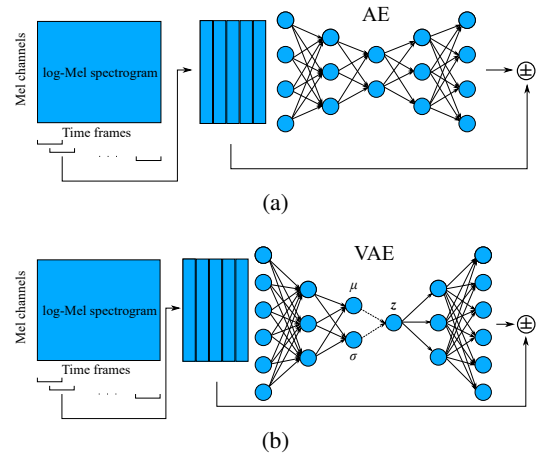 AE
Mel channels
log-Mel spectrogram
Time frames
. . .
±
(a)
VAE
Mel channels
log-Mel spectrogram
μ
z
σ
±
Time frames
. . .
(b)